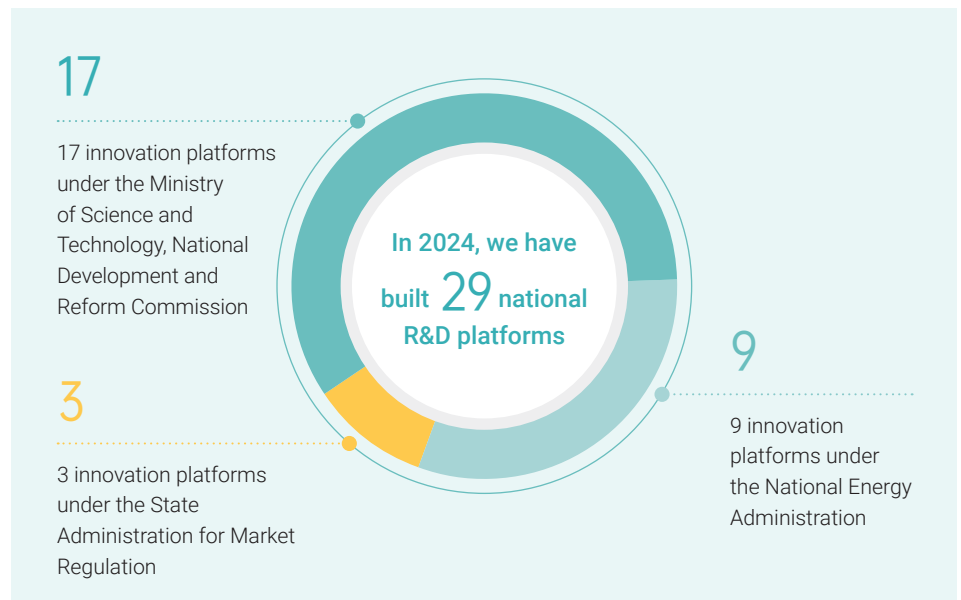 17
17 innovation platforms
under the Ministry
of Science and
Technology, National
Development and
Reform Commission
In 2024, we have
built 29 national
R&D platforms
3
3 innovation platforms
under the State
Administration for Market
Regulation
9
9 innovation
platforms under
the National Energy
Administration